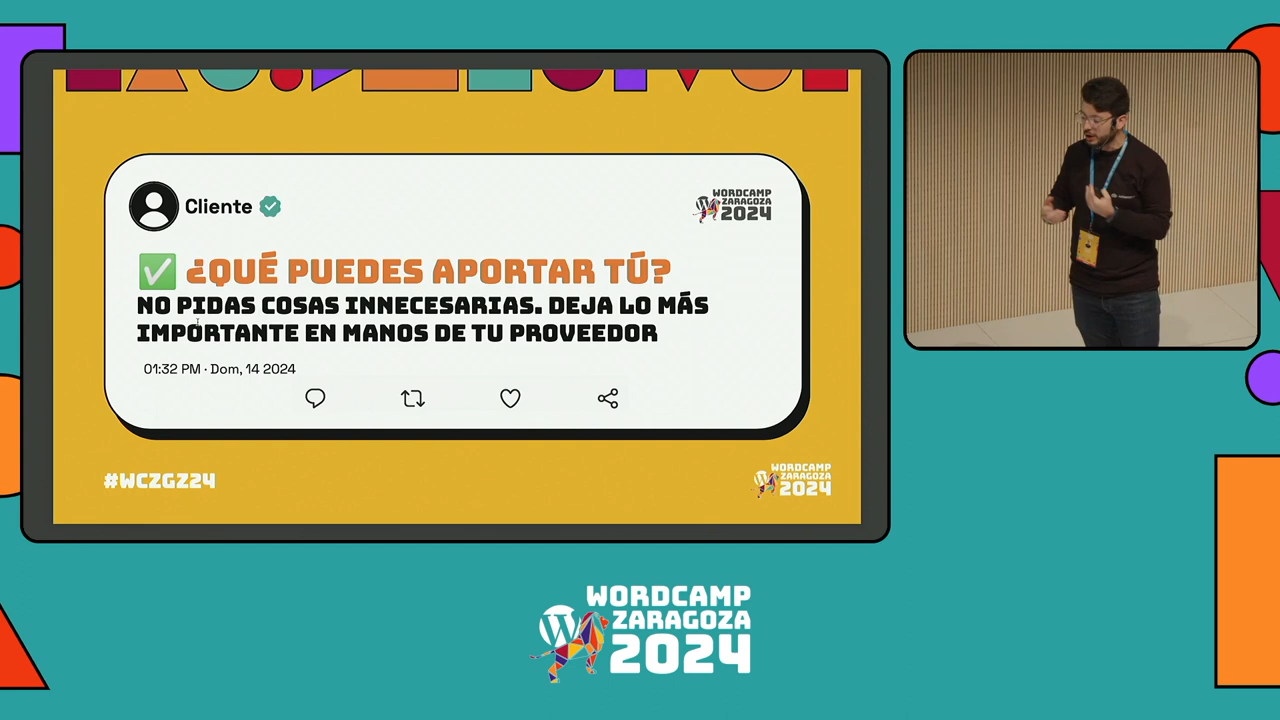 Cliente
WORDCAMP
ZARAGOZA
2024
✅ ¿QUÉ PUEDES APORTAR TÚ?
NO PIDAS COSAS INNECESARIAS. DEJA LO MÁS
IMPORTANTE EN MANOS DE TU PROVEEDOR
01:32 PM · Dom, 14 2024
#WCZGZ24
WORDCAMP
ZARAGOZA
2024
WORDCAMP
ZARAGOZA
2024